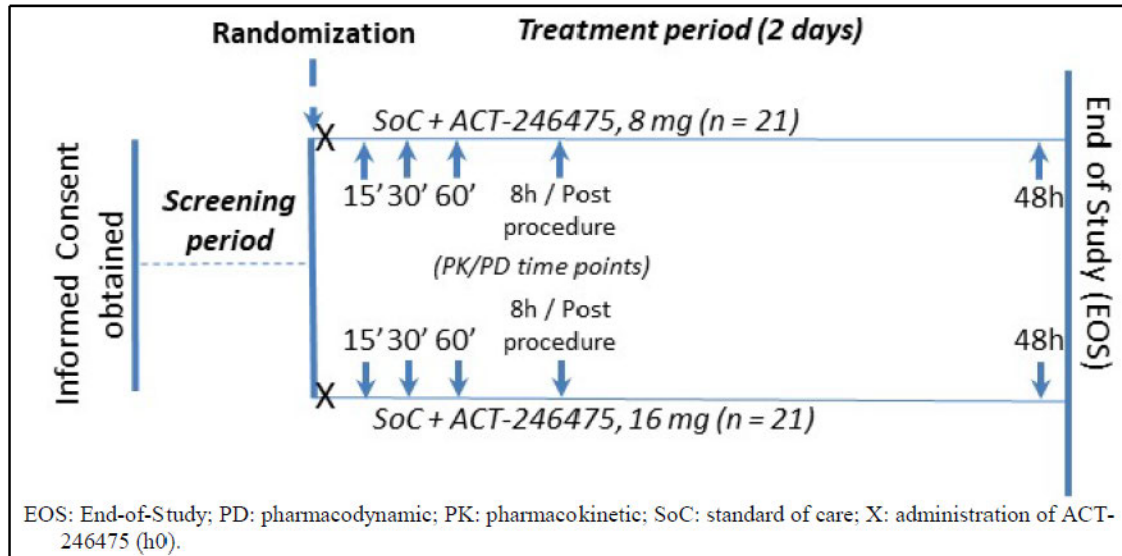 Randomization
Treatment period (2 days)
SoC + ACT-246475, 8 mg (n = 21)
X
Informed Consent
obtained
Screening
period
15’ 30’ 60’
8h / Post
procedure
48h
(PK/PD time points)
8h / Post
procedure
15’ 30’ 60’
48h
X
SoC + ACT-246475, 16 mg (n = 21)
End of Study (EOS)
EOS: End-of-Study; PD: pharmacodynamic; PK: pharmacokinetic; SoC: standard of care; X: administration of ACT-
246475 (h0).